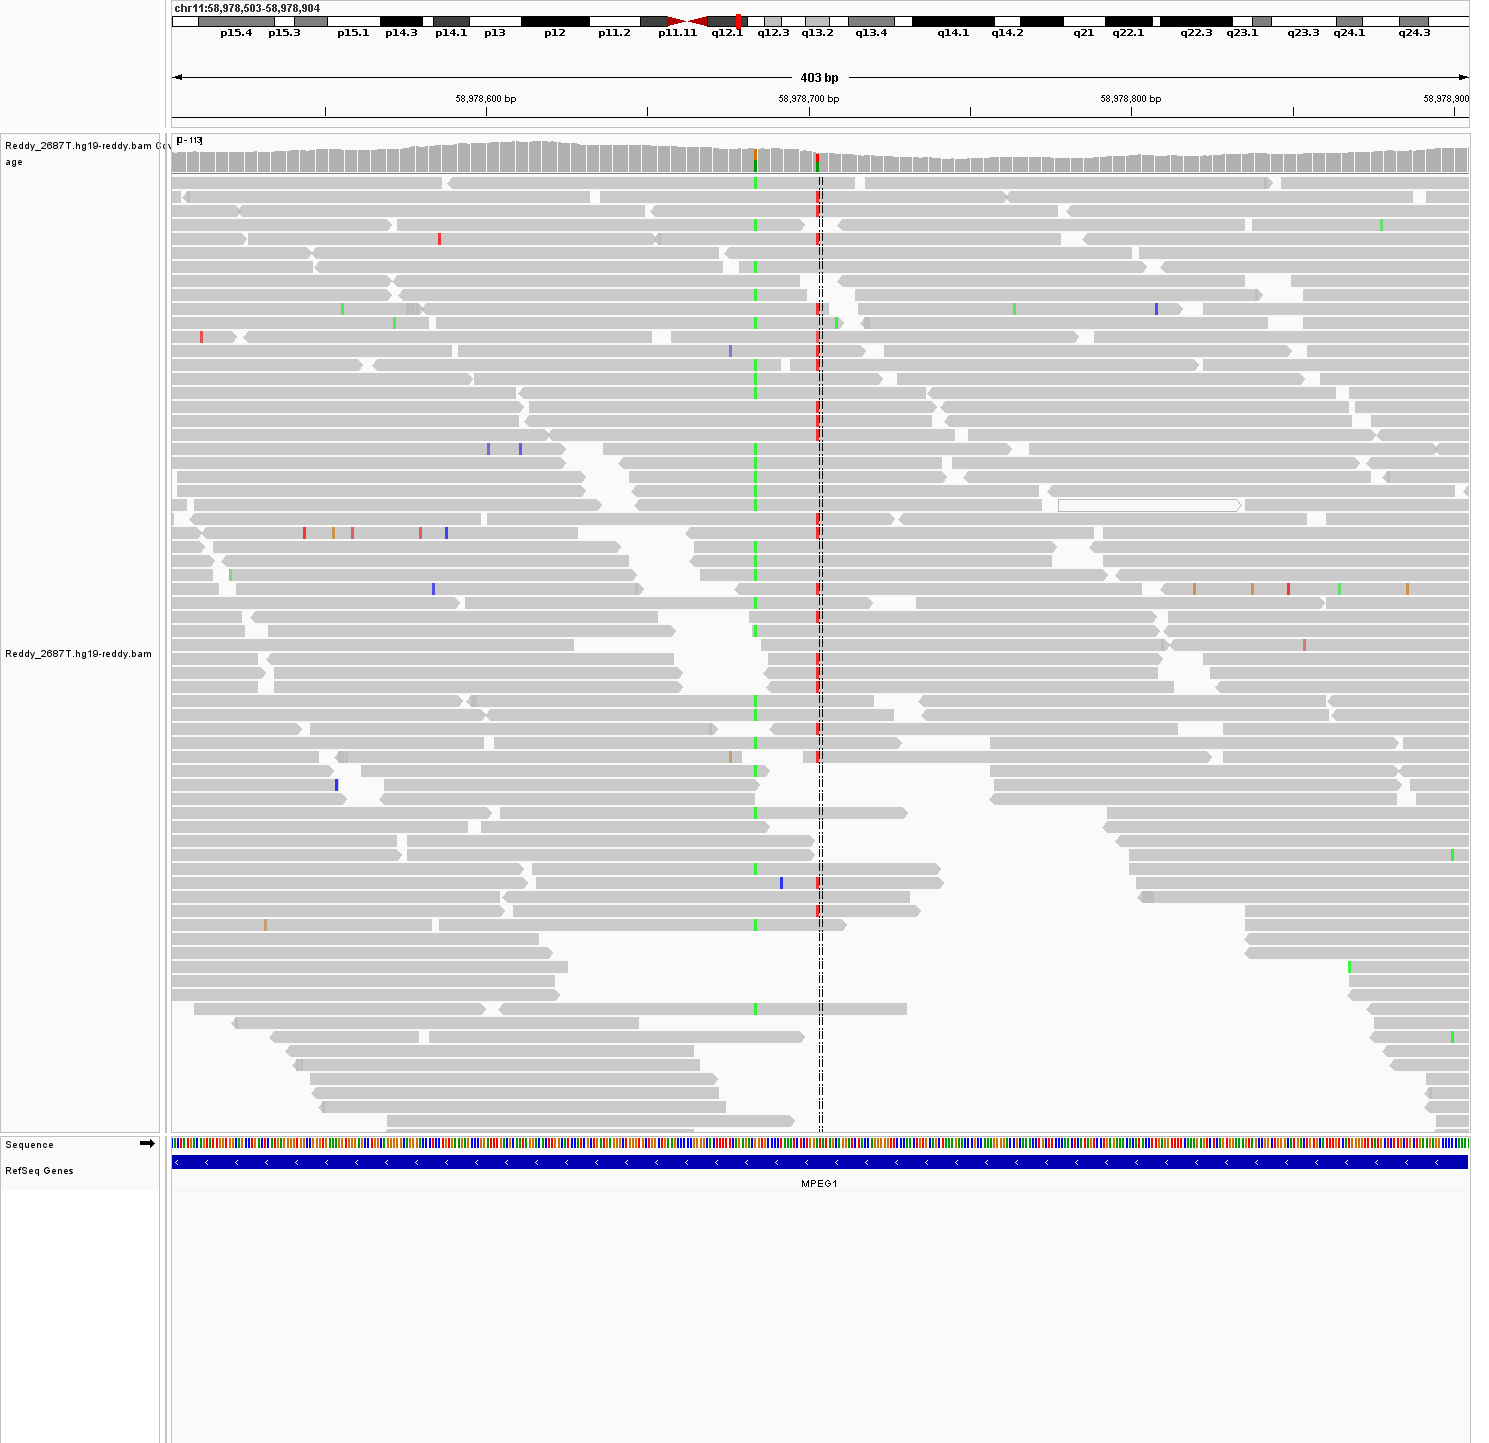 chr11:58,978,503-58,978,904
p15.4 p15.3 p15.1 p14.3 p14.1 p13 p12 p11.2 p11.11 q12.1 q12.3 q13.2 q13.4 q14.1 q14.2 q21 q22.1 q22.3 q23.1 q23.3 q24.1 q24.3
403 bp
58,978,600 bp 58,978,700 bp 58,978,800 bp 58,978,900
[0 - 113]
Reddy_2687T.hg19-reddy.bam Cov
age
Reddy_2687T.hg19-reddy.bam
Sequence
RefSeq Genes
MPEG1